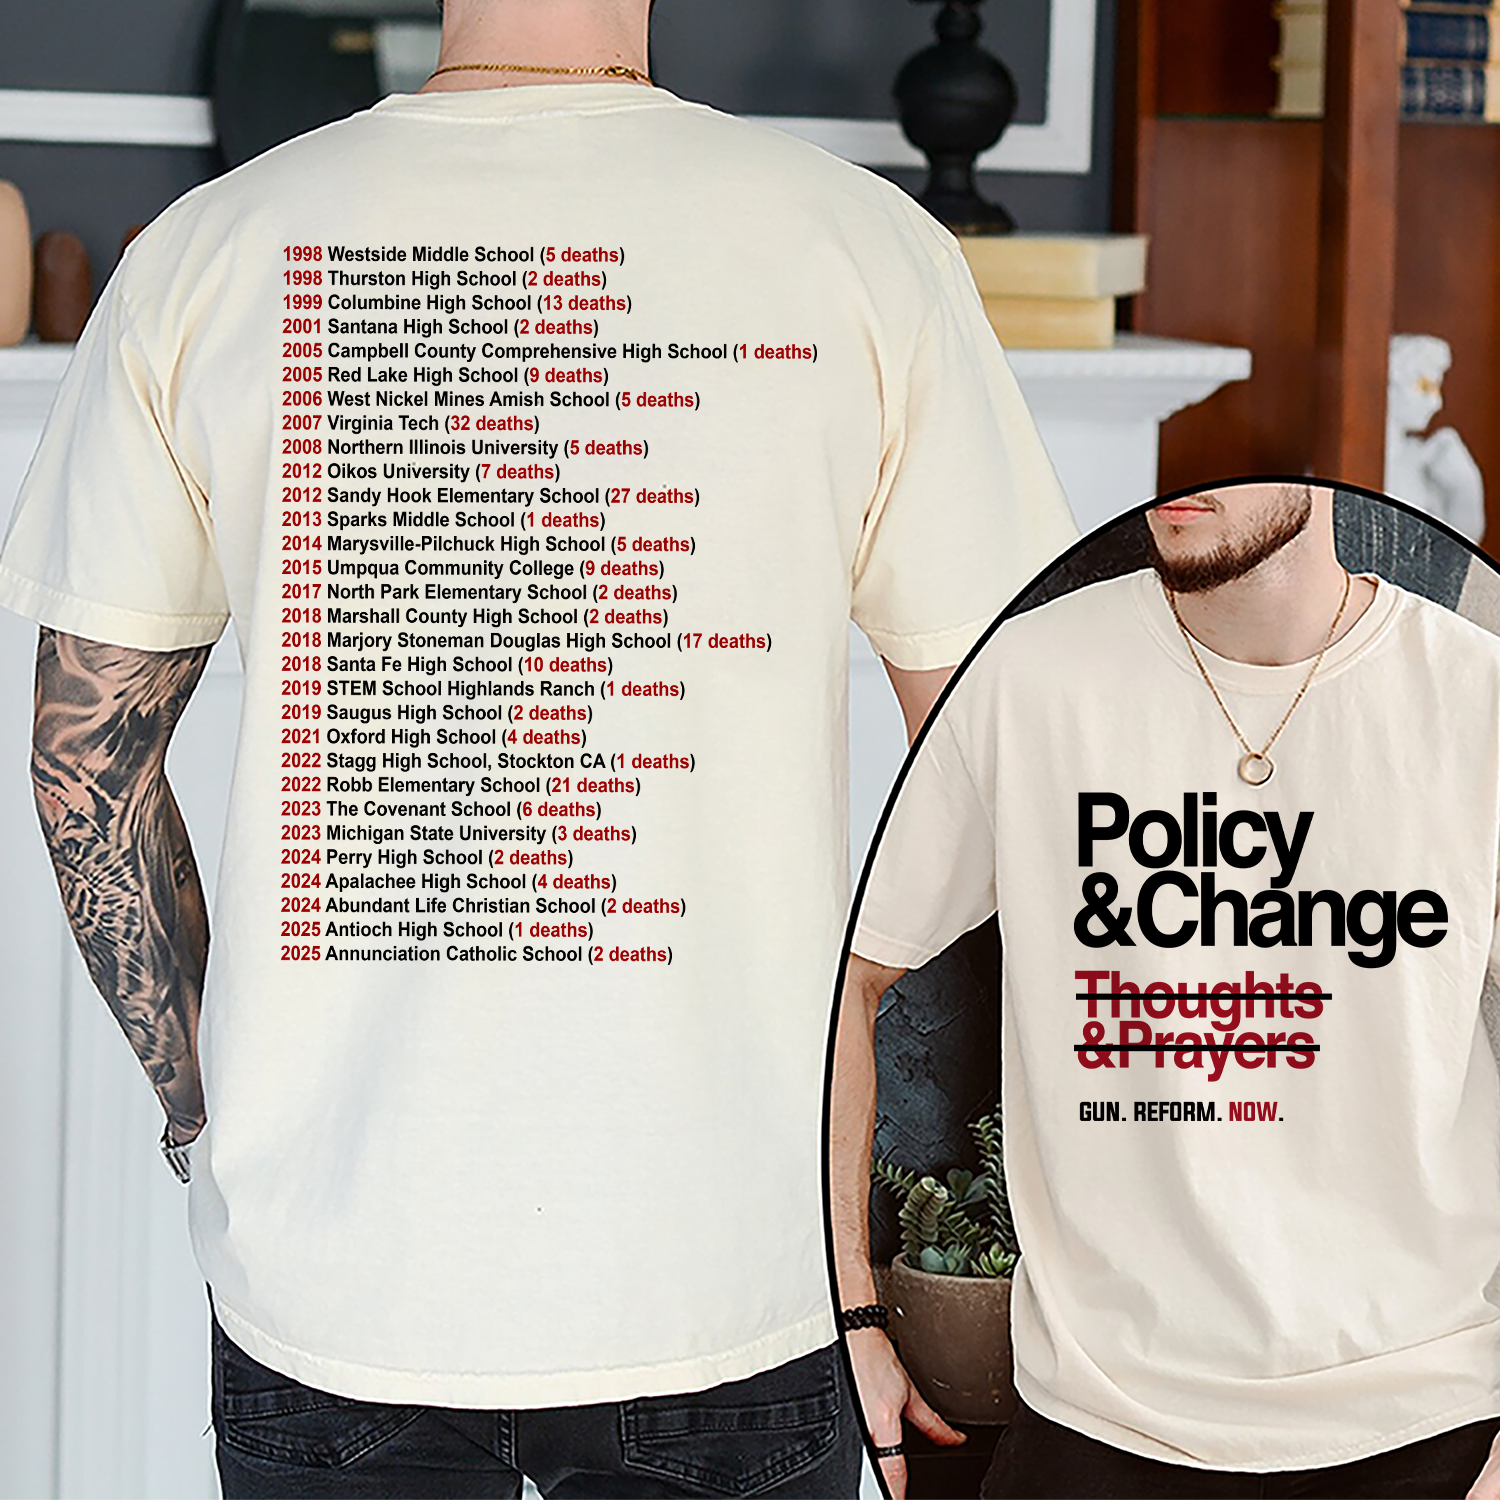 1998 Westside Middle School (5 deaths)
1998 Thurston High School (2 deaths)
1999 Columbine High School (13 deaths)
2001 Santana High School (2 deaths)
2005 Campbell County Comprehensive High School (1 deaths)
2005 Red Lake High School (9 deaths)
2006 West Nickel Mines Amish School (5 deaths)
2007 Virginia Tech (32 deaths)
2008 Northern Illinois University (5 deaths)
2012 Oikos University (7 deaths)
2012 Sandy Hook Elementary School (27 deaths)
2013 Sparks Middle School (1 deaths)
2014 Marysville-Pilchuck High School (5 deaths)
2015 Umpqua Community College (9 deaths)
2017 North Park Elementary School (2 deaths)
2018 Marshall County High School (2 deaths)
2018 Marjory Stoneman Douglas High School (17 deaths)
2018 Santa Fe High School (10 deaths)
2019 STEM School Highlands Ranch (1 deaths)
2019 Saugus High School (2 deaths)
2021 Oxford High School (4 deaths)
2022 Stagg High School, Stockton CA (1 deaths)
2022 Robb Elementary School (21 deaths)
2023 The Covenant School (6 deaths)
2023 Michigan State University (3 deaths)
2024 Perry High School (2 deaths)
2024 Apalachee High School (4 deaths)
2024 Abundant Life Christian School (2 deaths)
2025 Antioch High School (1 deaths)
2025 Annunciation Catholic School (2 deaths)
Policy
&Change
Thoughts
&Prayers
GUN. REFORM. NOW.